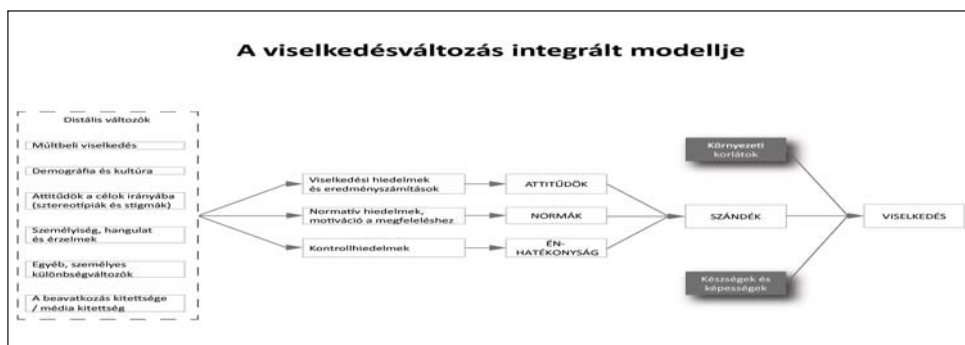 A viselkedésváltozás integrált modellje
Distális változók
Múltbeli viselkedés
Demográfia és kultúra
Attitűdök a célok irányába
(sztereotípiák és stigmák)
Személyiség, hangulat
és érzelmek
Egyéb, személyes
különbségváltozók
A beavatkozás kitettsége
/ média kitettség
Viselkedési hiedelmek
és eredményszámítások
Normatív hiedelmek,
motiváció a megfeleléshez
Kontrollhiedelmek
ATTITŰDÖK
NORMÁK
ÉN-
HATÉKONYSÁG
SZÁNDÉK
Környezeti
korlátok
Készségek és
képességek
VISELKEDÉS